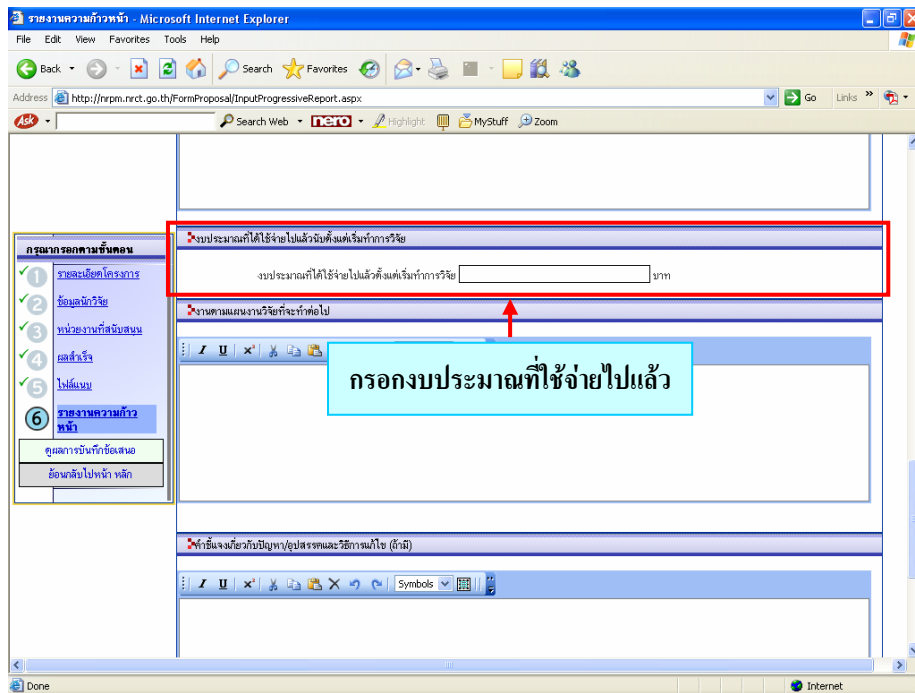 รายงานความก้าวหน้า - Microsoft Internet Explorer
File Edit View Favorites Tools Help
Back Search Favorites
Address http://nrpm.nrct.go.th/FormProposal/InputProgressiveReport.aspx Go Links »
Ask Search Web nero Highlight MyStuff Zoom
งบประมาณที่ได้ใช้จ่ายไปแล้วนับตั้งแต่เริ่มทำการวิจัย
งบประมาณที่ได้ใช้จ่ายไปแล้วตั้งแต่เริ่มทำการวิจัย บาท
กรุณากรอกตามขั้นตอน
1 รายละเอียดโครงการ
2 ข้อมูลนักวิจัย
3 หน่วยงานที่สนับสนุน
4 ผลสำเร็จ
5 ไฟล์แนบ
6 รายงานความก้าว
หน้า
ดูผลการบันทึกข้อเสนอ
ย้อนกลับไปหน้า หลัก
งานตามแผนงานวิจัยที่จะทำต่อไป
I U x²
กรอกงบประมาณที่ใช้จ่ายไปแล้ว
คำชี้แจงเกี่ยวกับปัญหา/อุปสรรคและวิธีการแก้ไข (ถ้ามี)
I U x² Symbols
Done Internet